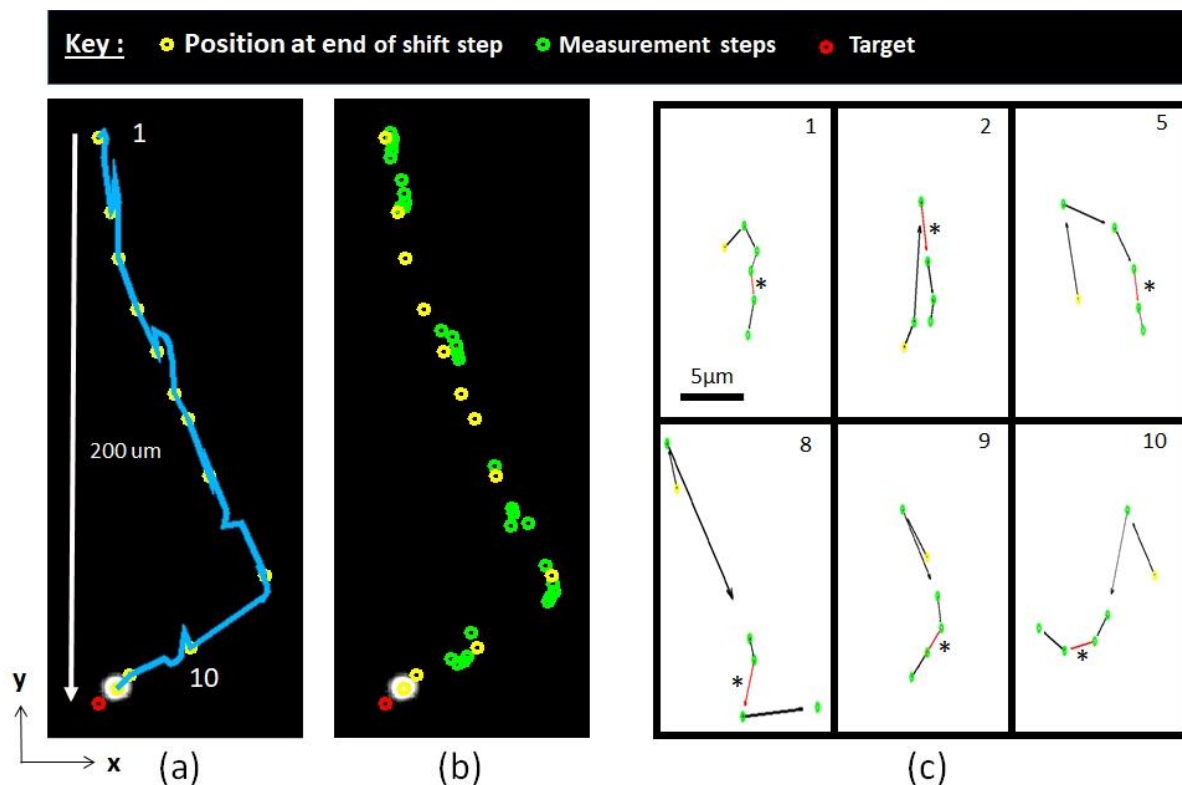 Key : Position at end of shift step Measurement steps Target
1
200 um
10
y
x
(a)
(b)
1 2 5
*
*
*
5µm
8 9 10
*
*
*
(c)